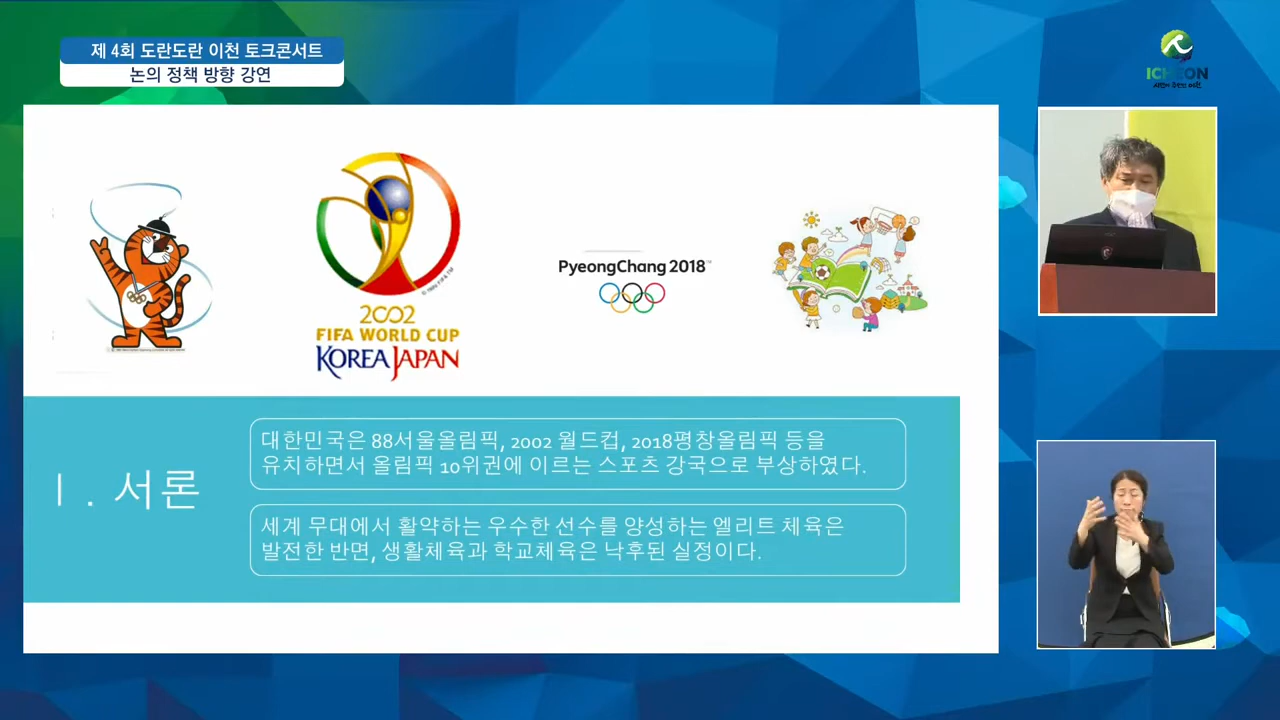 제 4회 도란도란 이천 토크콘서트
논의 정책 방향 강연
ICHEON
2002
FIFA WORLD CUP
KOREA JAPAN
PyeongChang 2018™
Ⅰ. 서론
대한민국은 88서울올림픽, 2002 월드컵, 2018평창올림픽 등을
유치하면서 올림픽 10위권에 이르는 스포츠 강국으로 부상하였다.
세계 무대에서 활약하는 우수한 선수를 양성하는 엘리트 체육은
발전한 반면, 생활체육과 학교체육은 낙후된 실정이다.